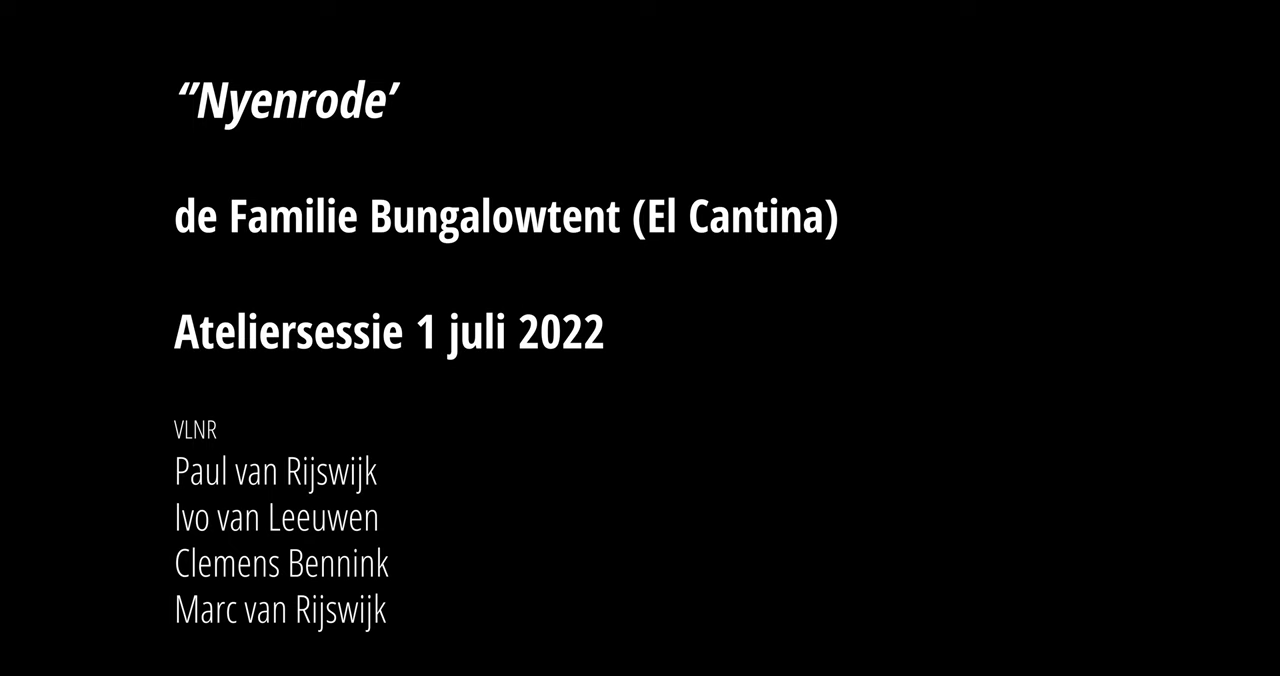 ‘’Nyenrode’
de Familie Bungalowtent (El Cantina)
Ateliersessie 1 juli 2022
VLNR
Paul van Rijswijk
Ivo van Leeuwen
Clemens Bennink
Marc van Rijswijk